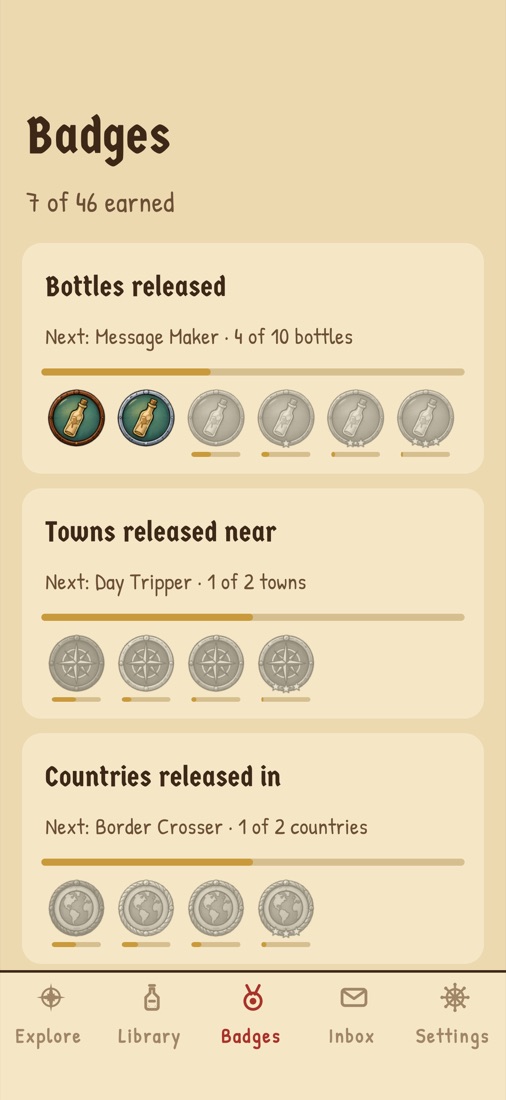 Badges
7 of 46 earned
Bottles released
Next: Message Maker · 4 of 10 bottles
Towns released near
Next: Day Tripper · 1 of 2 towns
Countries released in
Next: Border Crosser · 1 of 2 countries
Explore Library Badges Inbox Settings